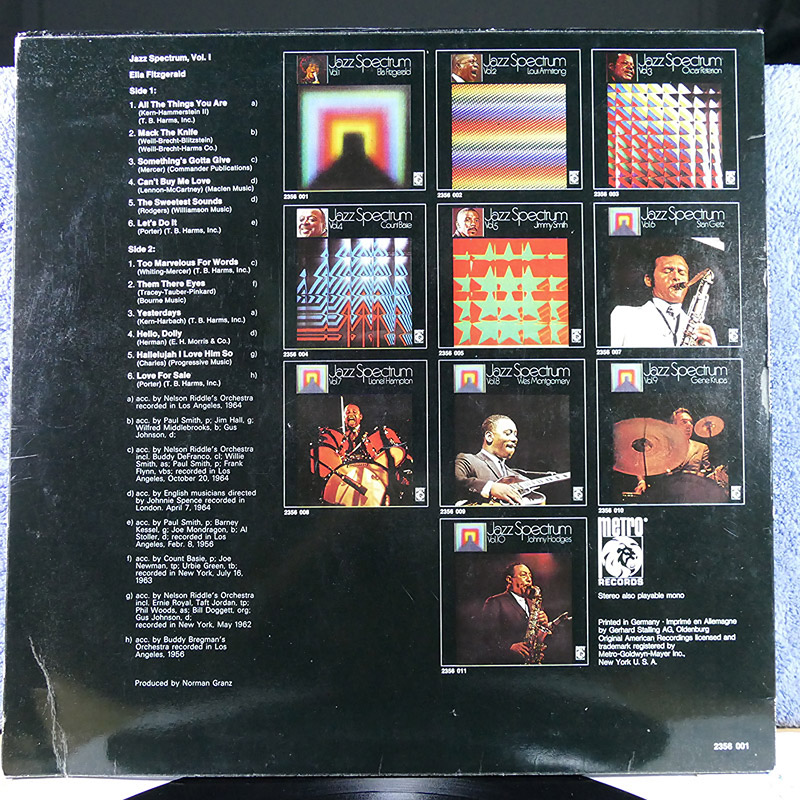 Jazz Spectrum, Vol. I
Ella Fitzgerald
Side 1:
1. All The Things You Are a)
(Kern-Hammerstein II)
(T. B. Harms, Inc.)
2. Mack The Knife b)
(Weill-Brecht-Blitzstein)
(Weill-Brecht-Harms Co.)
3. Something's Gotta Give c)
(Mercer) (Commander Publications)
4. Can't Buy Me Love d)
(Lennon-McCartney) (Maclen Music)
5. The Sweetest Sounds d)
(Rodgers) (Williamson Music)
6. Let's Do It e)
(Porter) (T. B. Harms, Inc.)
Side 2:
1. Too Marvelous For Words c)
(Whiting-Mercer) (T. B. Harms, Inc.)
2. Them There Eyes f)
(Tracey-Tauber-Pinkard)
(Bourne Music)
3. Yesterdays a)
(Kern-Harbach) (T. B. Harms, Inc.)
4. Hello, Dolly d)
(Herman) (E. H. Morris & Co.)
5. Hallelujah I Love Him So g)
(Charles) (Progressive Music)
6. Love For Sale h)
(Porter) (T. B. Harms, Inc.)
a) acc. by Nelson Riddle's Orchestra
recorded in Los Angeles, 1964
b) acc. by Paul Smith, p; Jim Hall, g;
Wilfred Middlebrooks, b; Gus
Johnson, d;
c) acc. by Nelson Riddle's Orchestra
incl. Buddy DeFranco, cl; Willie
Smith, as; Paul Smith, p; Frank
Flynn, vbs; recorded in Los
Angeles, October 20, 1964
d) acc. by English musicians directed
by Johnnie Spence recorded in
London. April 7, 1964
e) acc. by Paul Smith, p; Barney
Kessel, g; Joe Mondragon, b; Al
Stoller, d; recorded in Los
Angeles, Febr. 8, 1956
f) acc. by Count Basie, p; Joe
Newman, tp; Urbie Green, tb;
recorded in New York, July 16,
1963
g) acc. by Nelson Riddle's Orchestra
incl. Ernie Royal, Taft Jordan, tp;
Phil Woods, as; Bill Doggett, org;
Gus Johnson, d;
recorded in New York, May 1962
h) acc. by Buddy Bregman's
Orchestra recorded in Los
Angeles, 1956
Produced by Norman Granz
Jazz Spectrum
Vol.1 Ella Fitzgerald
2356 001
Jazz Spectrum
Vol.2 Louis Armstrong
2356 002
Jazz Spectrum
Vol.3 Oscar Peterson
2356 003
Jazz Spectrum
Vol.4 Count Basie
2356 004
Jazz Spectrum
Vol.5 Jimmy Smith
2356 005
Jazz Spectrum
Vol.6 Stan Getz
2356 007
Jazz Spectrum
Vol.7 Lionel Hampton
2356 008
Jazz Spectrum
Vol.8 Wes Montgomery
2356 009
Jazz Spectrum
Vol.9 Gene Krupa
2356 010
Jazz Spectrum
Vol.10 Johnny Hodges
2356 011
METRO
RECORDS
Stereo also playable mono
Printed in Germany · Imprimé en Allemagne
by Gerhard Stalling AG, Oldenburg
Original American Recordings licensed and
trademark registered by
Metro-Goldwyn-Mayer Inc.,
New York U. S. A.
2356 001